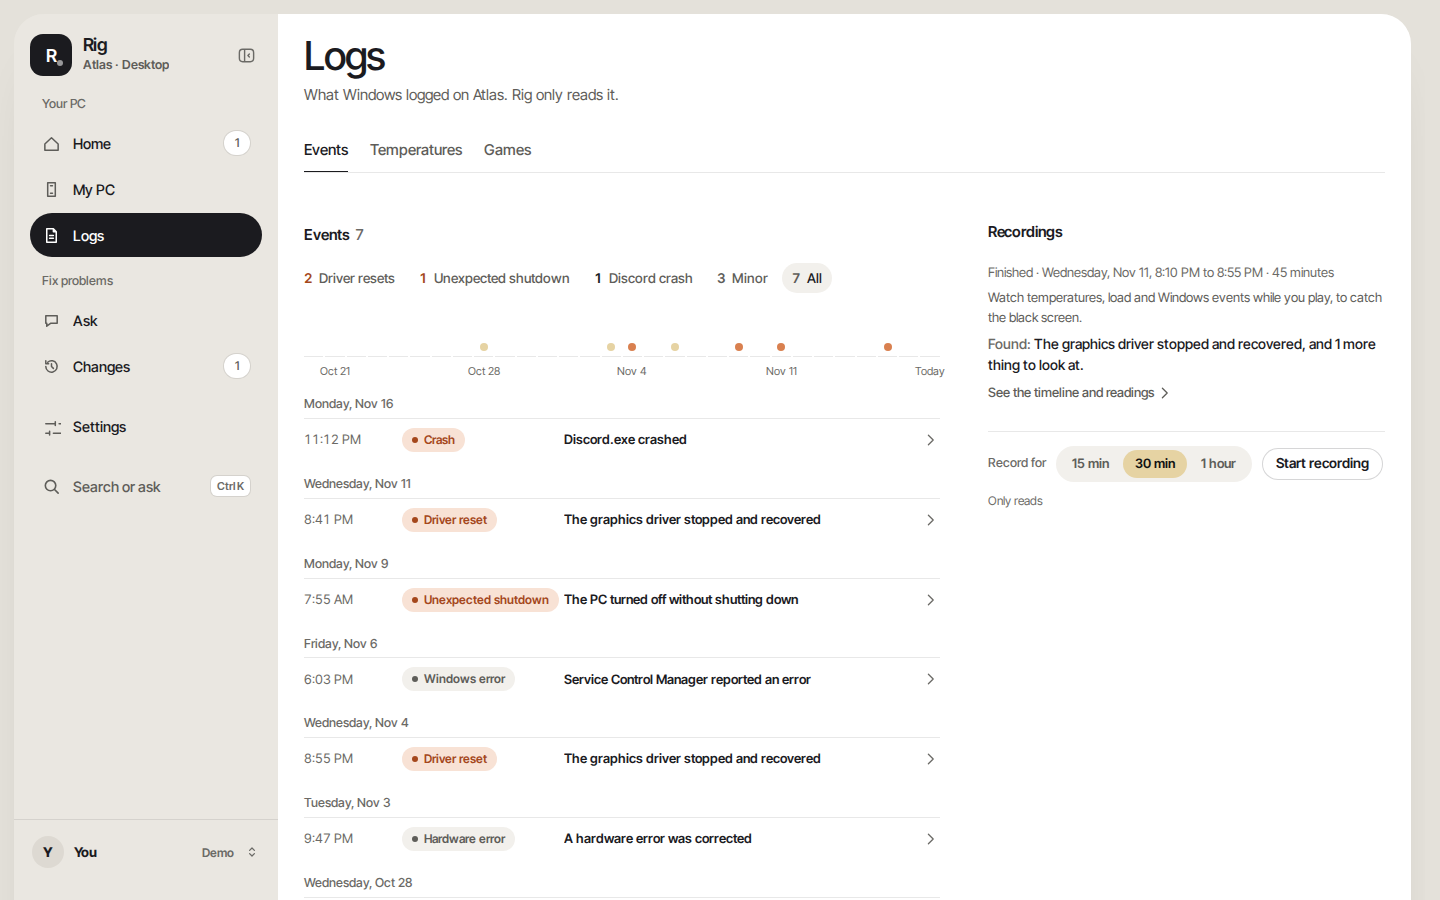 R
Rig
Atlas · Desktop
Your PC
Home 1
My PC
Logs
Fix problems
Ask
Changes 1
Settings
Search or ask Ctrl K
Y You Demo
Logs
What Windows logged on Atlas. Rig only reads it.
Events Temperatures Games
Events 7
2 Driver resets 1 Unexpected shutdown 1 Discord crash 3 Minor 7 All
Oct 21 Oct 28 Nov 4 Nov 11 Today
Monday, Nov 16
11:12 PM Crash Discord.exe crashed
Wednesday, Nov 11
8:41 PM Driver reset The graphics driver stopped and recovered
Monday, Nov 9
7:55 AM Unexpected shutdown The PC turned off without shutting down
Friday, Nov 6
6:03 PM Windows error Service Control Manager reported an error
Wednesday, Nov 4
8:55 PM Driver reset The graphics driver stopped and recovered
Tuesday, Nov 3
9:47 PM Hardware error A hardware error was corrected
Wednesday, Oct 28
Recordings
Finished · Wednesday, Nov 11, 8:10 PM to 8:55 PM · 45 minutes
Watch temperatures, load and Windows events while you play, to catch
the black screen.
Found: The graphics driver stopped and recovered, and 1 more
thing to look at.
See the timeline and readings
Record for 15 min 30 min 1 hour Start recording
Only reads